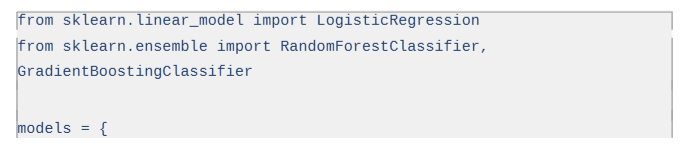 from sklearn.linear_model import LogisticRegression
from sklearn.ensemble import RandomForestClassifier,
GradientBoostingClassifier
models = {